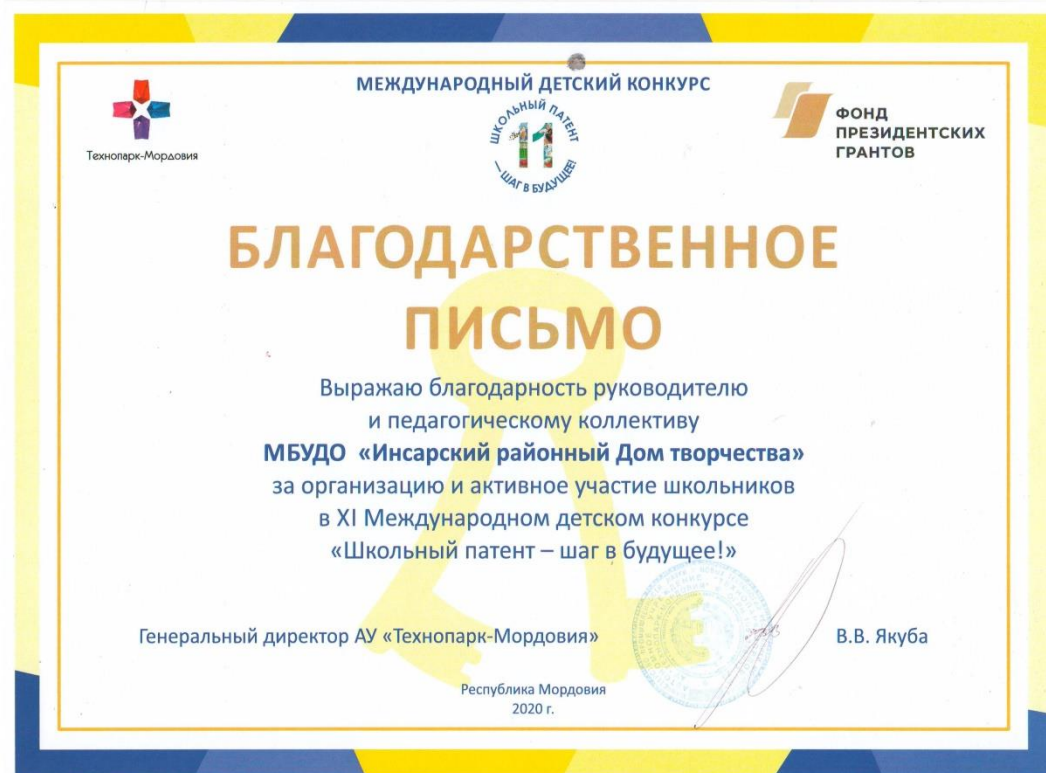 МЕЖДУНАРОДНЫЙ ДЕТСКИЙ КОНКУРС
ШКОЛЬНЫЙ ПАТЕНТ
11
— ШАГ В БУДУЩЕЕ!
Технопарк-Мордовия
ФОНД
ПРЕЗИДЕНТСКИХ
ГРАНТОВ
БЛАГОДАРСТВЕННОЕ
ПИСЬМО
Выражаю благодарность руководителю
и педагогическому коллективу
МБУДО «Инсарский районный Дом творчества»
за организацию и активное участие школьников
в XI Международном детском конкурсе
«Школьный патент – шаг в будущее!»
Генеральный директор АУ «Технопарк-Мордовия»
В.В. Якуба
Республика Мордовия
2020 г.